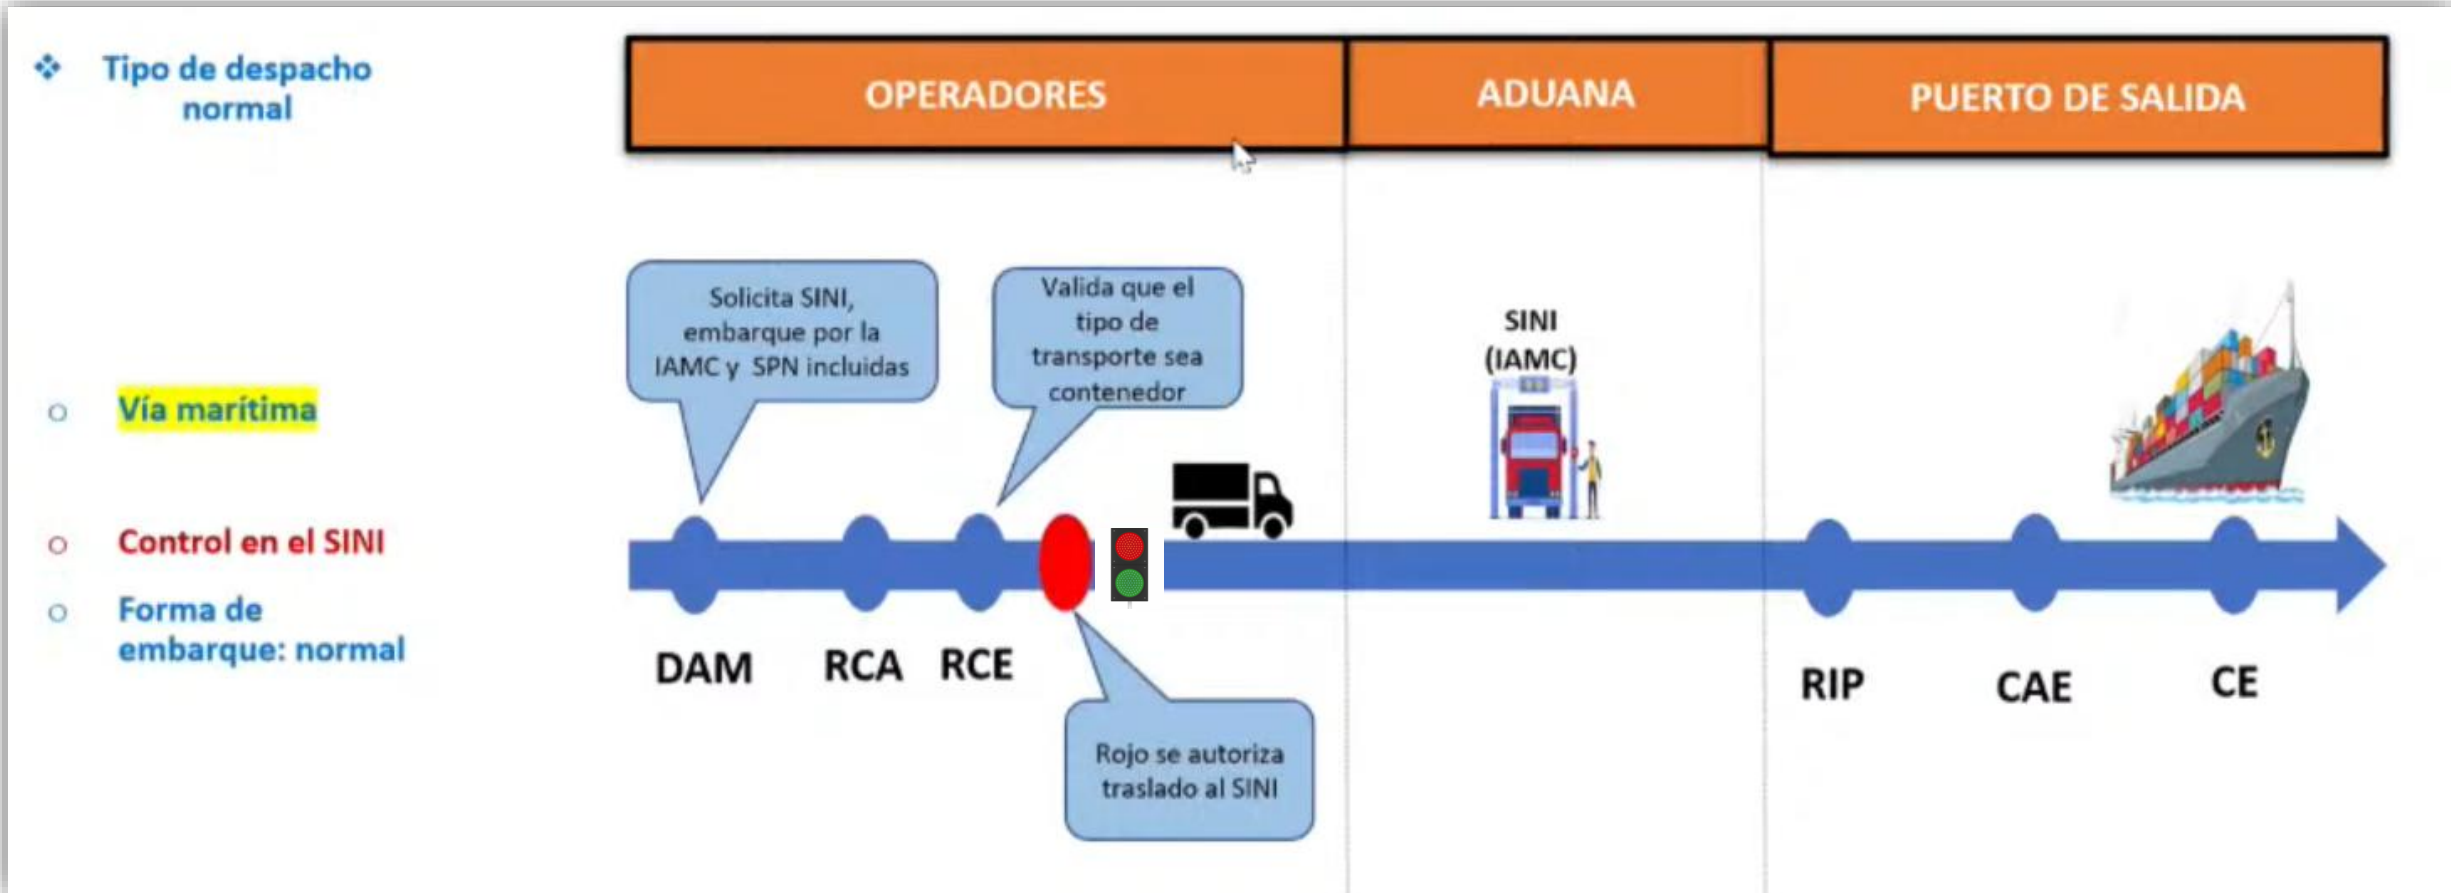 Tipo de despacho
normal
Vía marítima
Control en el SINI
Forma de
embarque: normal
OPERADORES
ADUANA
PUERTO DE SALIDA
Solicita SINI,
embarque por la
IAMC y SPN incluidas
Valida que el
tipo de
transporte sea
contenedor
SINI
(IAMC)
DAM
RCA
RCE
RIP
CAE
CE
Rojo se autoriza
traslado al SINI